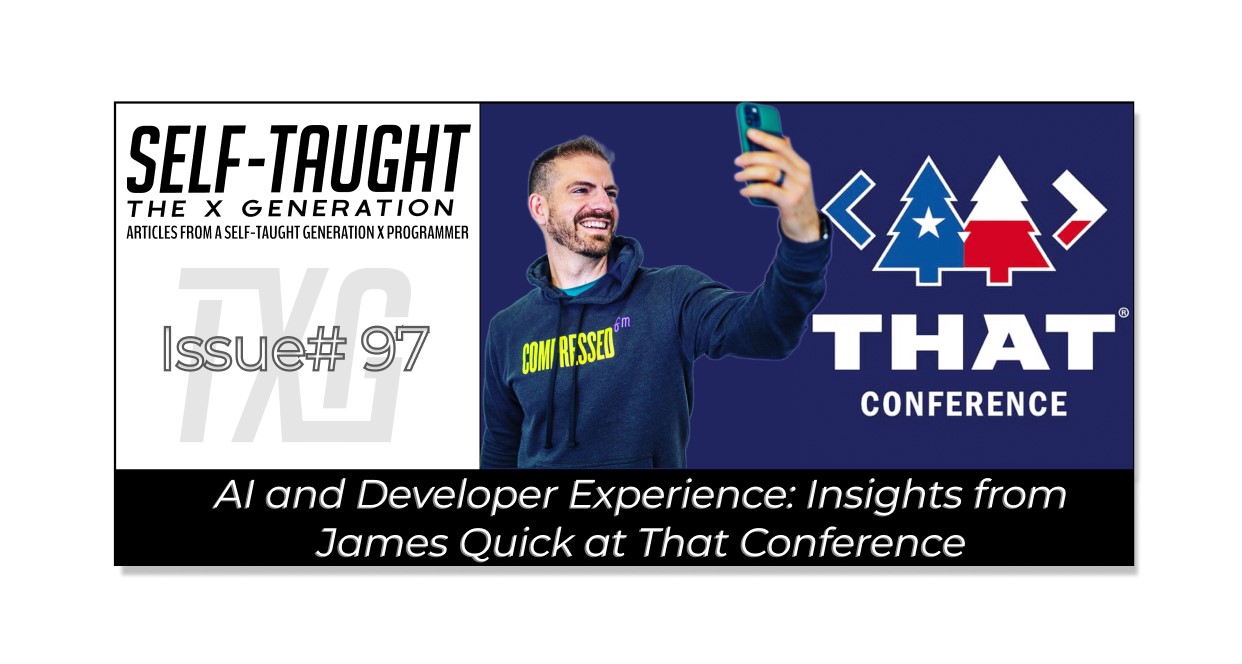 SELF-TAUGHT
THE X GENERATION
ARTICLES FROM A SELF-TAUGHT GENERATION X PROGRAMMER
TXG
Issue# 97
COMPRESSED
fm
THAT®
CONFERENCE
AI and Developer Experience: Insights from
James Quick at That Conference